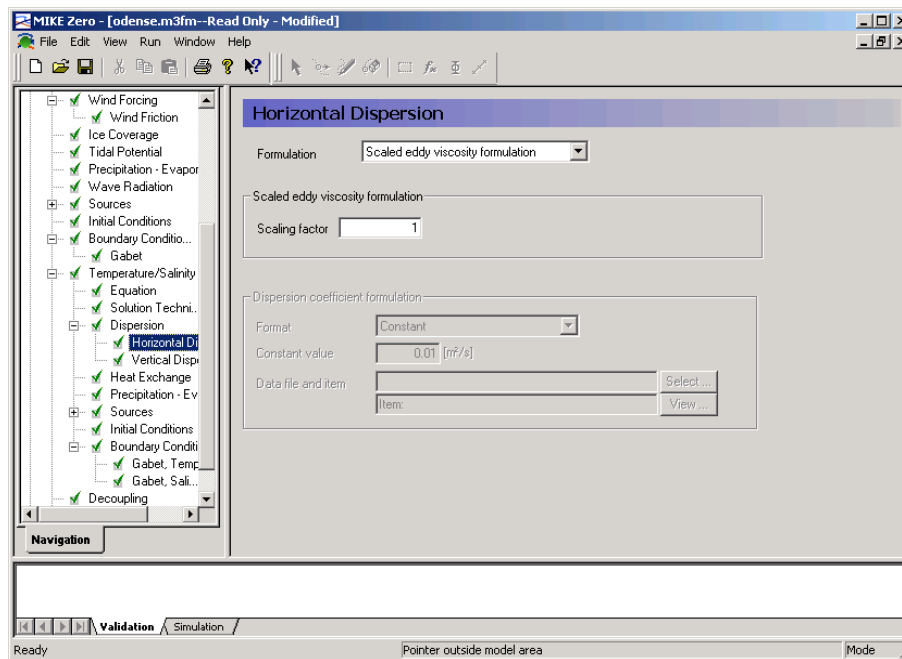 MIKE Zero - [odense.m3fm--Read Only - Modified]
File Edit View Run Window Help
Wind Forcing
Wind Friction
Ice Coverage
Tidal Potential
Precipitation - Evapor
Wave Radiation
Sources
Initial Conditions
Boundary Conditio...
Gabet
Temperature/Salinity
Equation
Solution Techni...
Dispersion
Horizontal Di
Vertical Disp
Heat Exchange
Precipitation - Ev
Sources
Initial Conditions
Boundary Conditi
Gabet, Temp
Gabet, Sali...
Decoupling
Navigation
Horizontal Dispersion
Formulation Scaled eddy viscosity formulation
Scaled eddy viscosity formulation
Scaling factor 1
Dispersion coefficient formulation
Format Constant
Constant value 0.01 [m²/s]
Data file and item Select ...
Item: View ...
Validation Simulation
Ready Pointer outside model area Mode